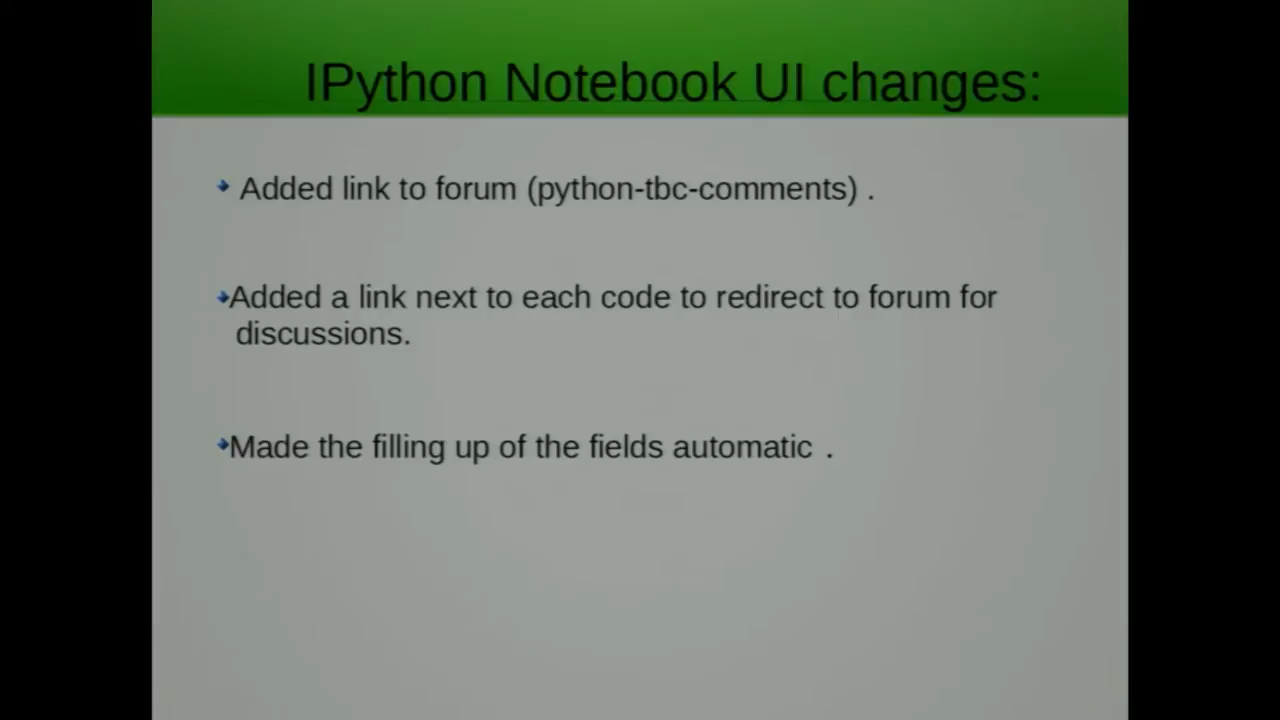 IPython Notebook UI changes:
Added link to forum (python-tbc-comments) .
Added a link next to each code to redirect to forum for
discussions.
Made the filling up of the fields automatic .